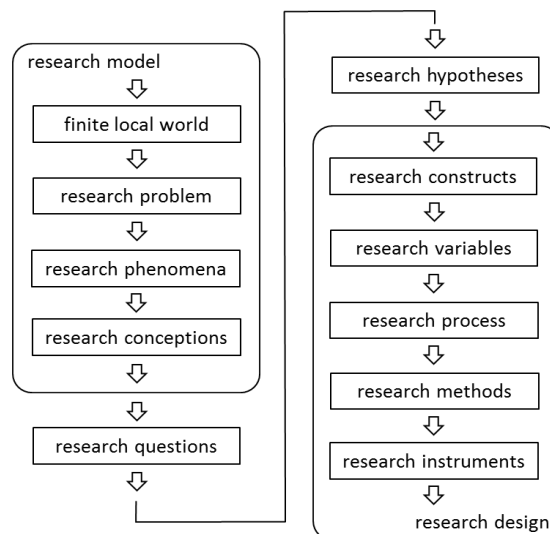 research model
finite local world
research problem
research phenomena
research conceptions
research questions
research hypotheses
research constructs
research variables
research process
research methods
research instruments
research design